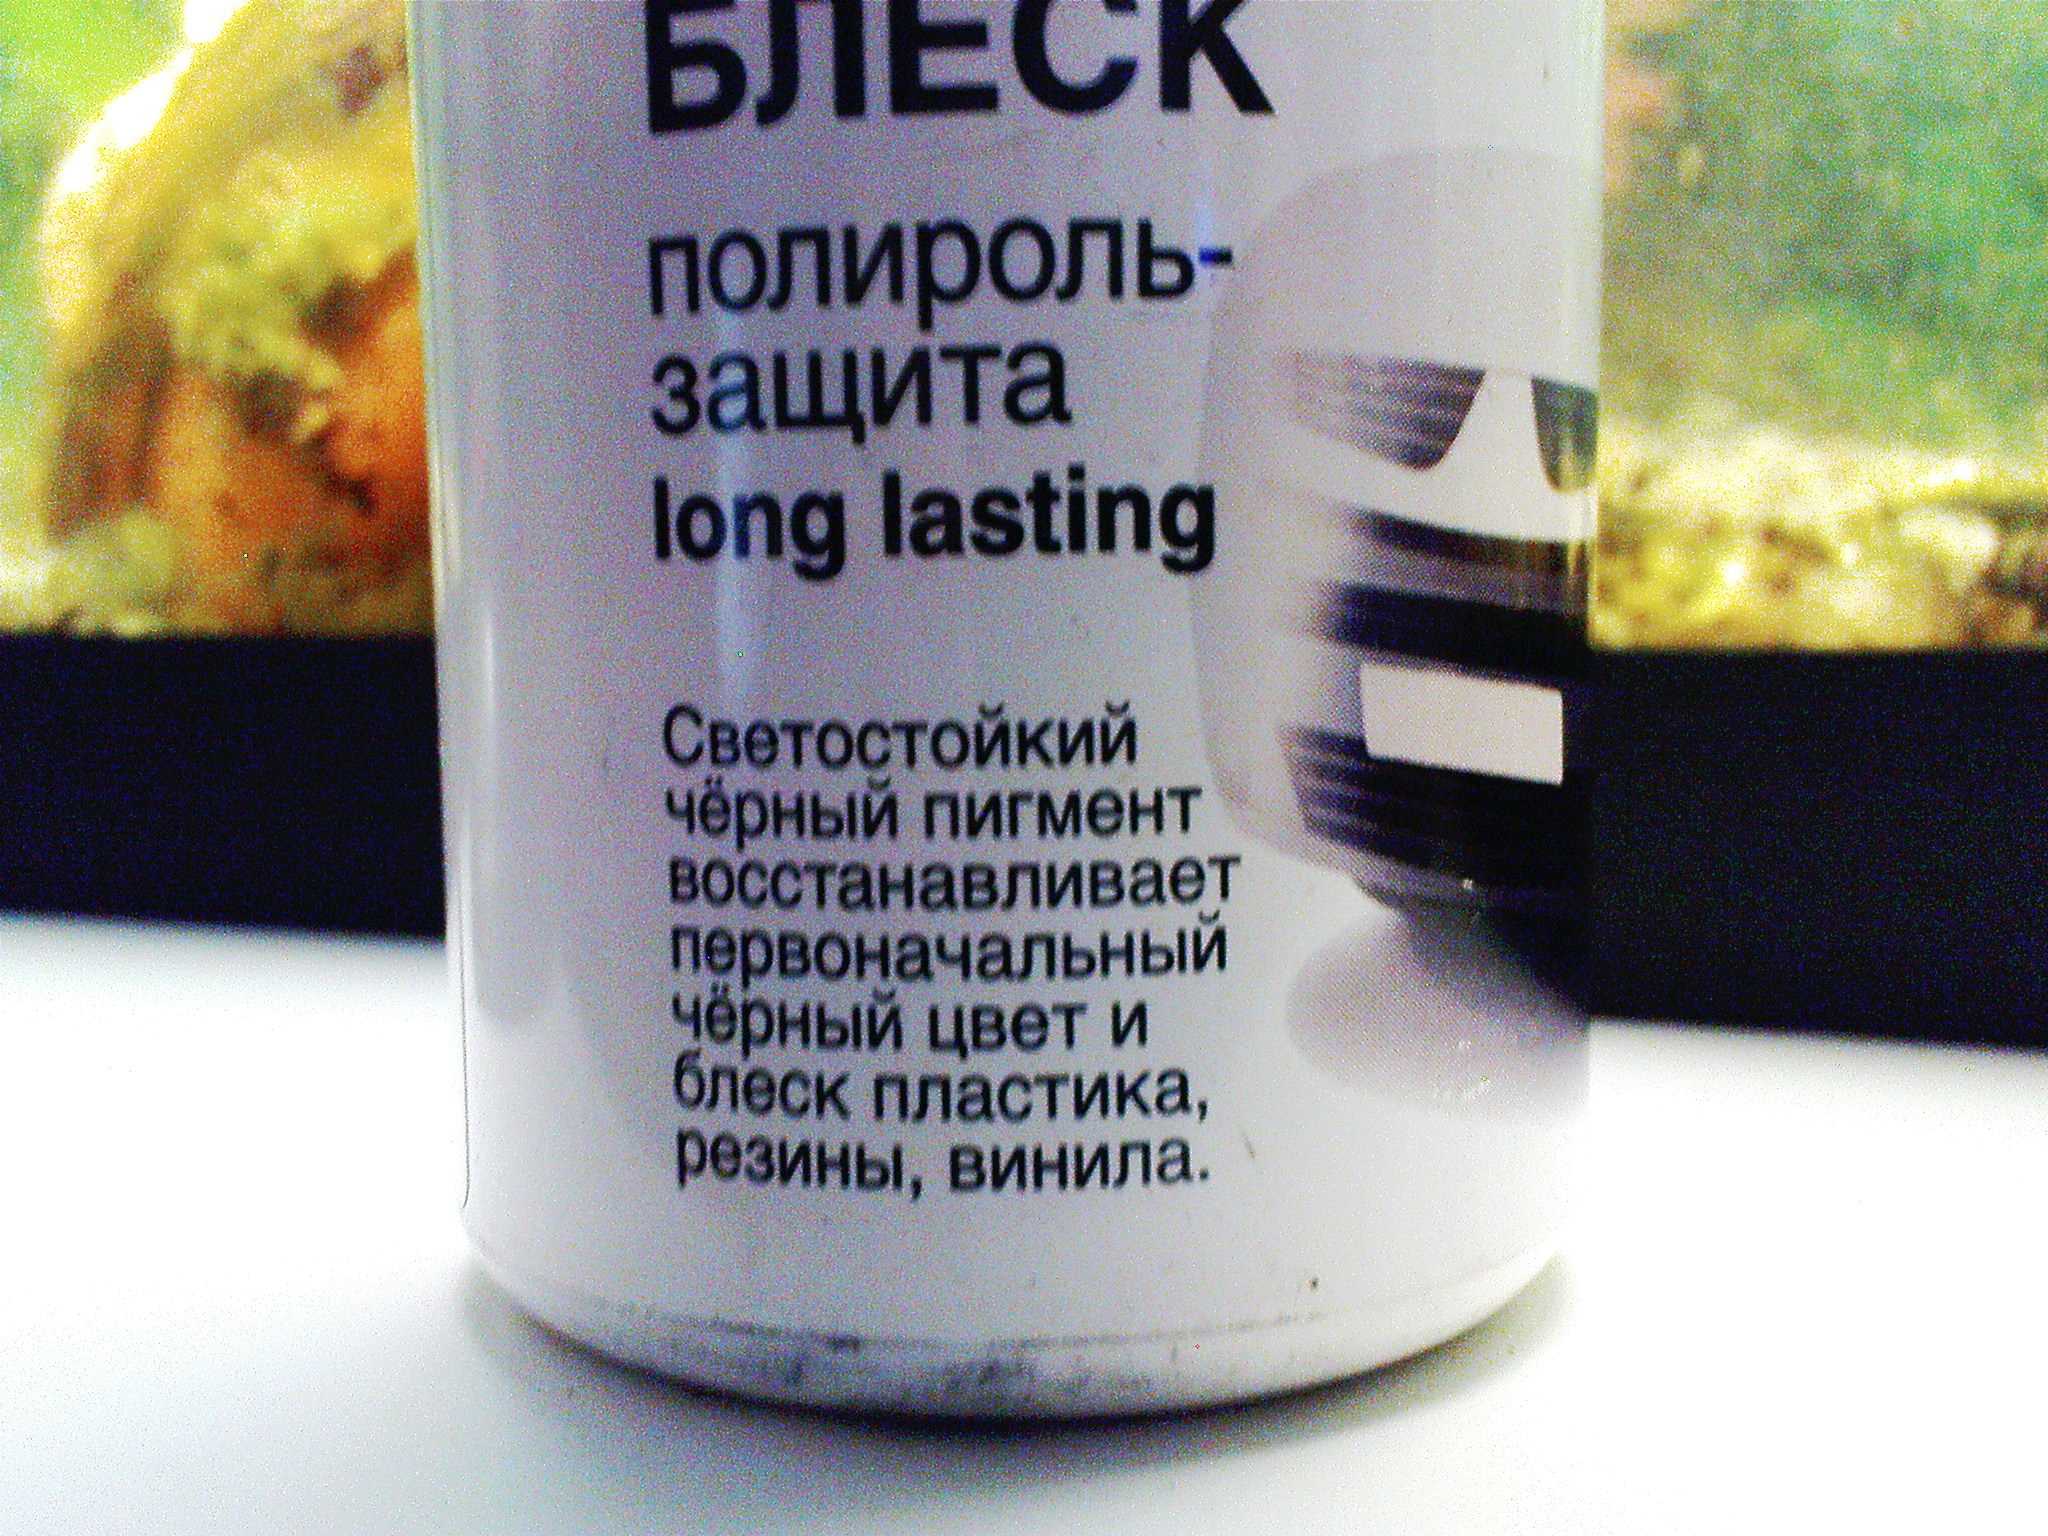 БЛЕСК
полироль-
защита
long lasting
Светостойкий
чёрный пигмент
восстанавливает
первоначальный
чёрный цвет и
блеск пластика,
резины, винила.